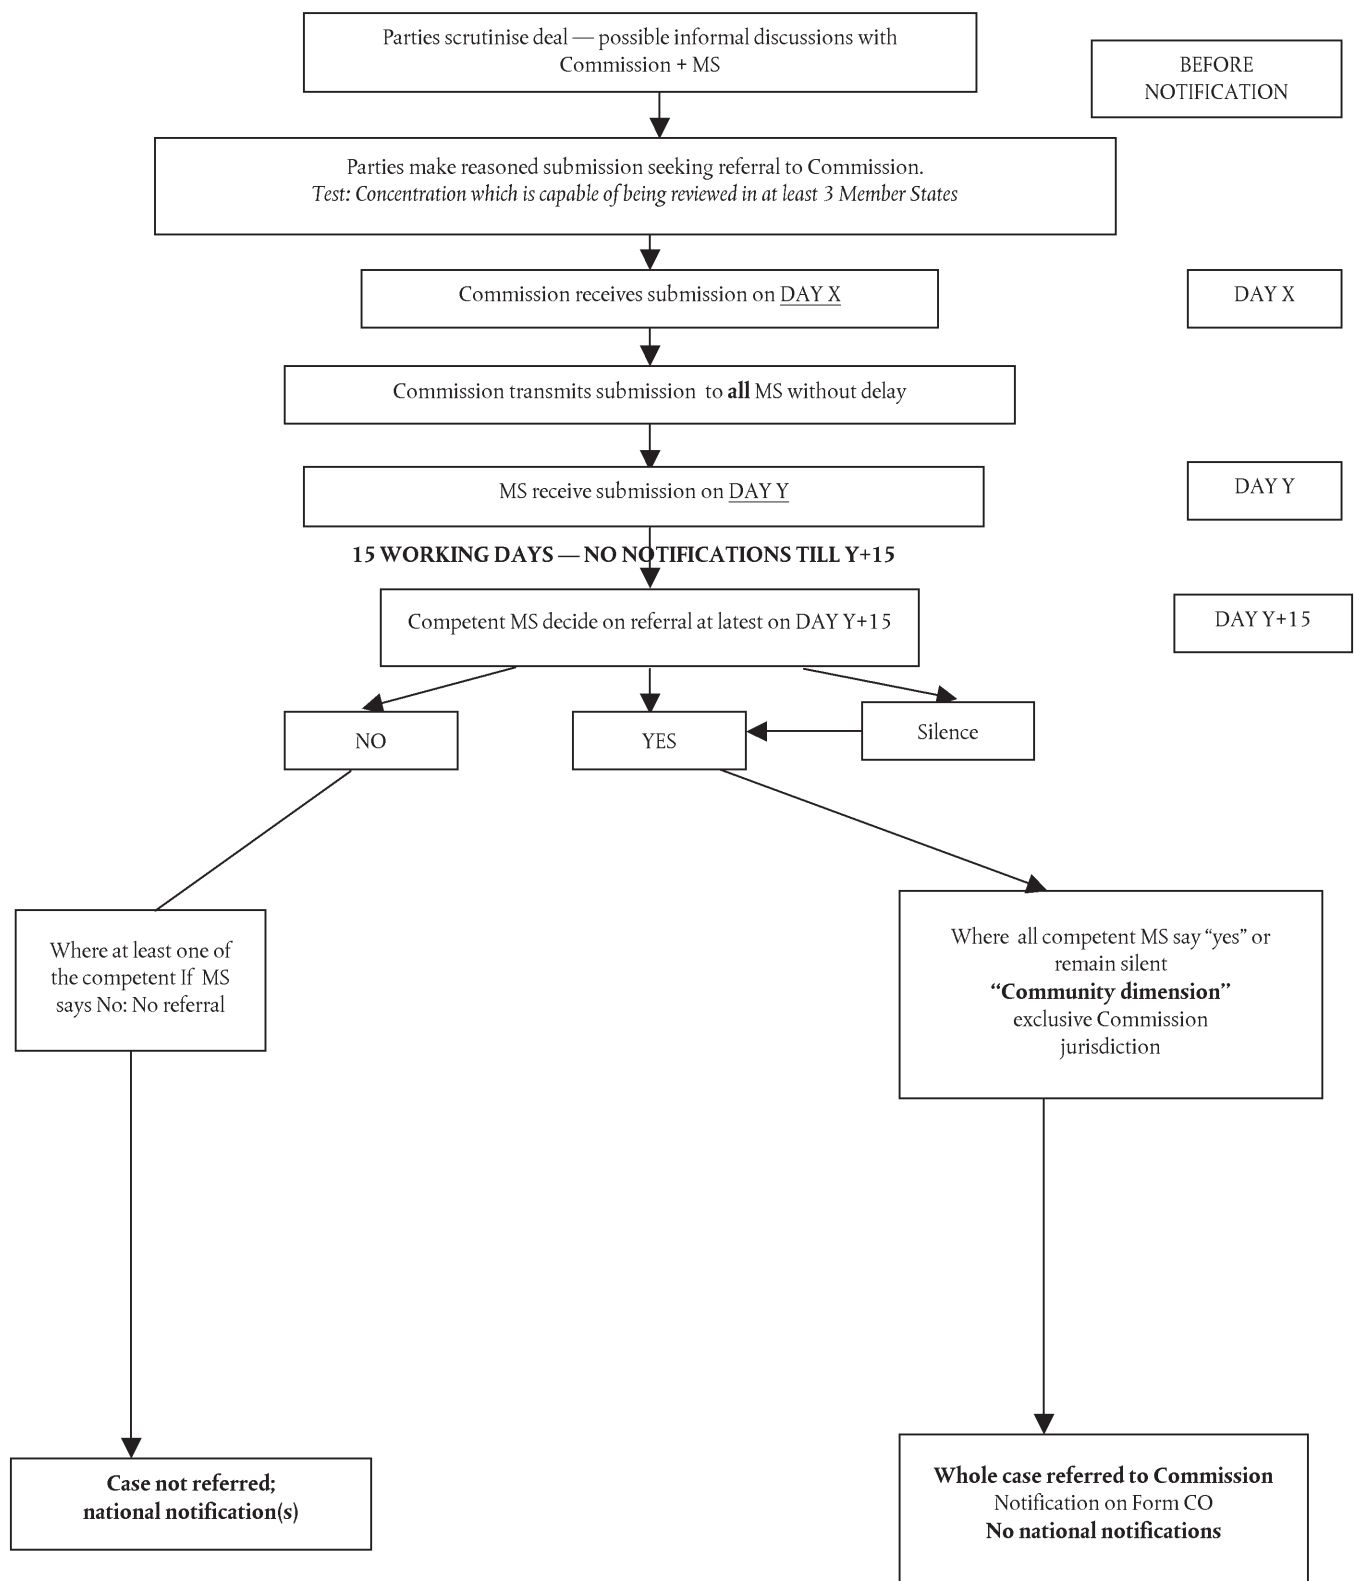 Parties scrutinise deal — possible informal discussions with
Commission + MS
BEFORE
NOTIFICATION
Parties make reasoned submission seeking referral to Commission.
Test: Concentration which is capable of being reviewed in at least 3 Member States
Commission receives submission on DAY X
DAY X
Commission transmits submission to all MS without delay
MS receive submission on DAY Y
DAY Y
15 WORKING DAYS — NO NOTIFICATIONS TILL Y+15
Competent MS decide on referral at latest on DAY Y+15
DAY Y+15
NO
YES
Silence
Where at least one of
the competent If MS
says No: No referral
Where all competent MS say “yes” or
remain silent
“Community dimension”
exclusive Commission
jurisdiction
Case not referred;
national notification(s)
Whole case referred to Commission
Notification on Form CO
No national notifications